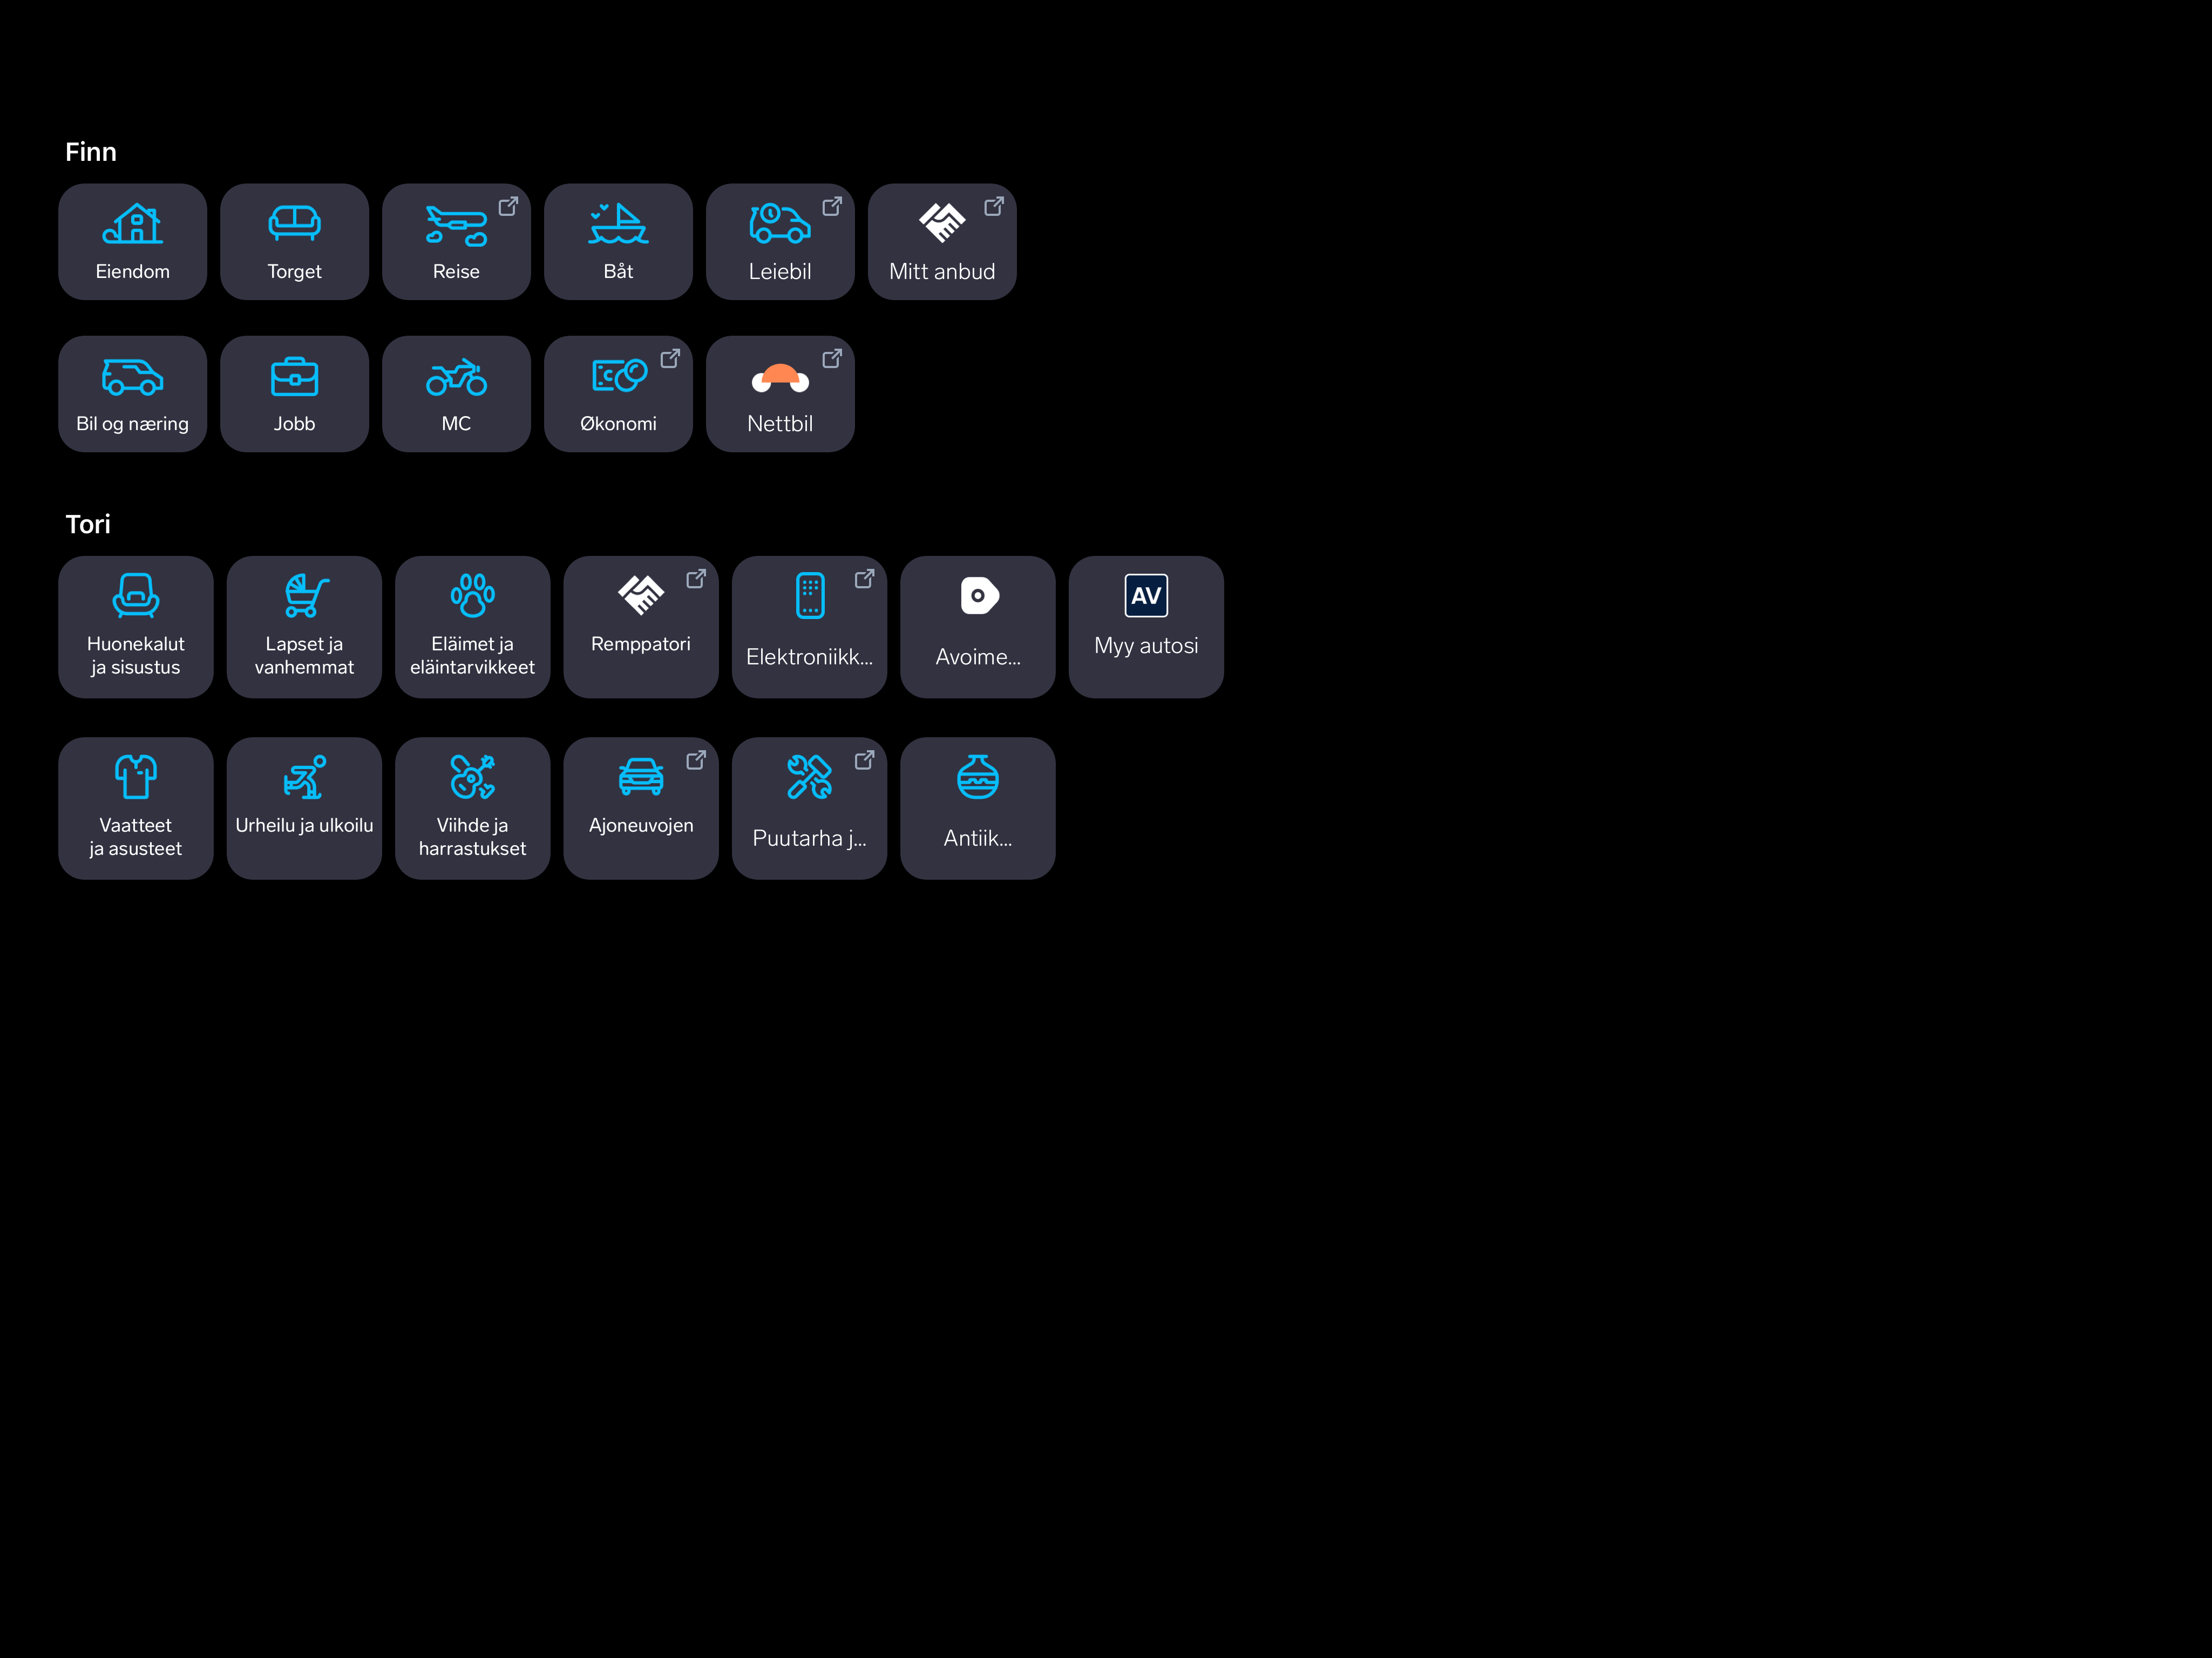 Finn
Eiendom
Torget
Reise
Båt
Leiebil
Mitt anbud
Bil og næring
Jobb
MC
Økonomi
Nettbil
Tori
Huonekalut
ja sisustus
Lapset ja
vanhemmat
Eläimet ja
eläintarvikkeet
Remppatori
Elektroniikk...
Avoime...
AV
Myy autosi
Vaatteet
ja asusteet
Urheilu ja ulkoilu
Viihde ja
harrastukset
Ajoneuvojen
Puutarha j...
Antiik...